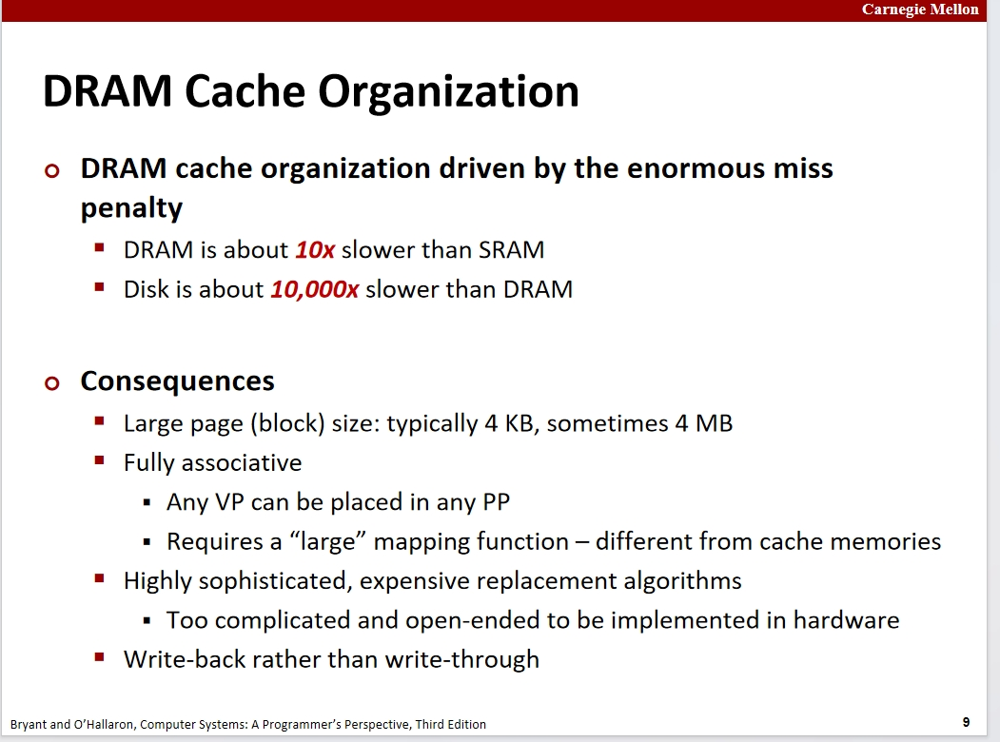 Carnegie Mellon
DRAM Cache Organization
DRAM cache organization driven by the enormous miss
penalty
DRAM is about 10x slower than SRAM
Disk is about 10,000x slower than DRAM
Consequences
Large page (block) size: typically 4 KB, sometimes 4 MB
Fully associative
Any VP can be placed in any PP
Requires a “large” mapping function – different from cache memories
Highly sophisticated, expensive replacement algorithms
Too complicated and open-ended to be implemented in hardware
Write-back rather than write-through
Bryant and O’Hallaron, Computer Systems: A Programmer’s Perspective, Third Edition
9